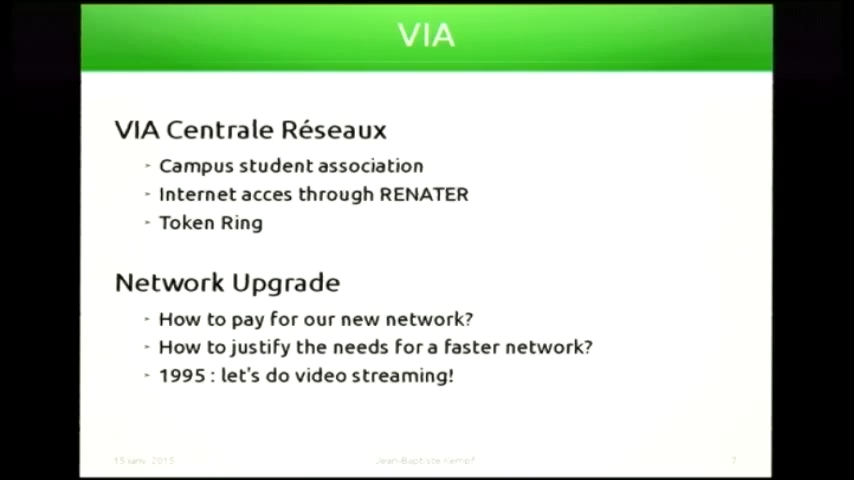 VIA
VIA Centrale Réseaux
Campus student association
Internet acces through RENATER
Token Ring
Network Upgrade
How to pay for our new network?
How to justify the needs for a faster network?
1995 : let's do video streaming!
15 janv. 2015
Jean-Baptiste Kempf
7